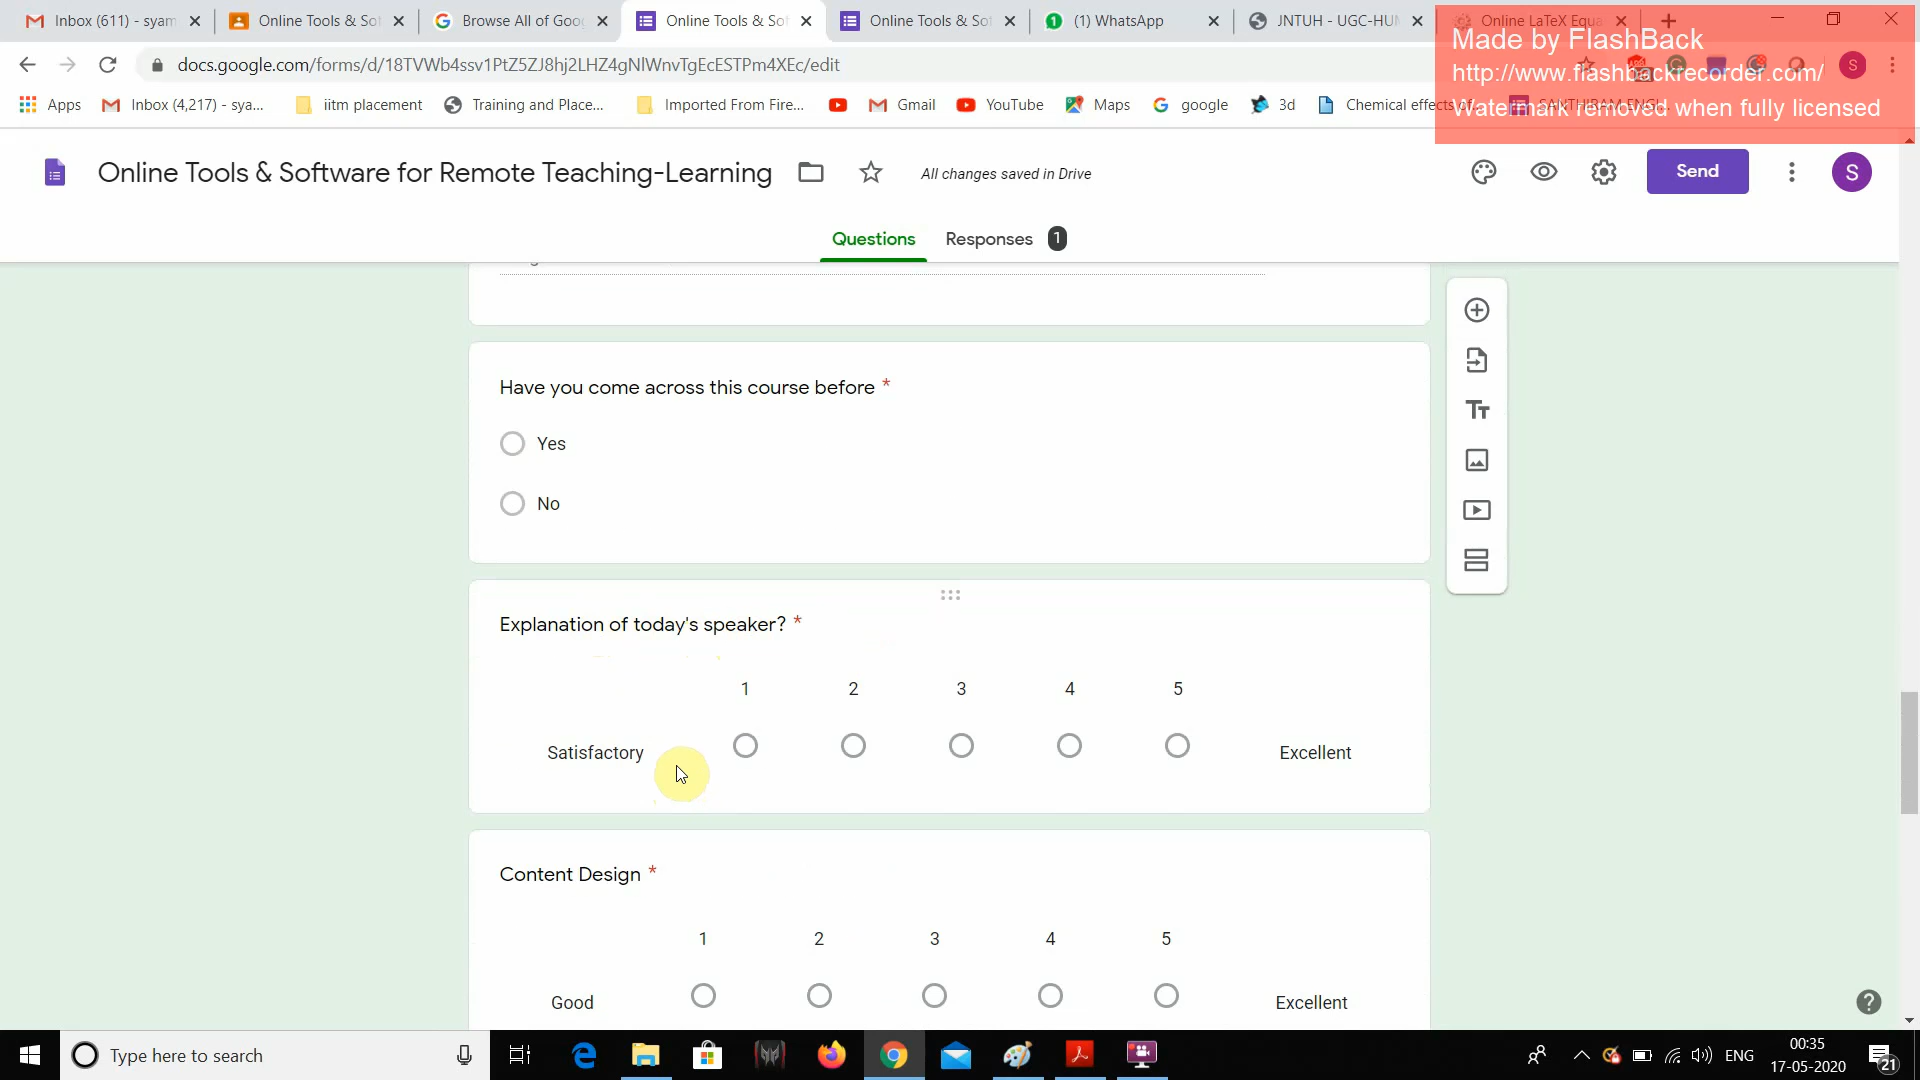 Inbox (611) - syam
Online Tools & Sof
Browse All of Goog
Online Tools & Sof
Online Tools & Sof
(1) WhatsApp
JNTUH - UGC-HUM
Online LaTeX Equa
Made by FlashBack
http://www.flashbackrecorder.com/
Watermark removed when fully licensed
docs.google.com/forms/d/18TVWb4ssv1PtZ5ZJ8hj2LHZ4gNlWnvTgEcESTPm4XEc/edit
S
Apps
Inbox (4,217) - sya...
iitm placement
Training and Place...
Imported From Fire...
Gmail
YouTube
Maps
google
3d
Chemical effects of...
SANTHIRAM ENGI...
Online Tools & Software for Remote Teaching-Learning
All changes saved in Drive
Send
S
Questions
Responses 1
Have you come across this course before *
Yes
No
Explanation of today's speaker? *
1 2 3 4 5
Satisfactory
Excellent
Content Design *
1 2 3 4 5
Good
Excellent
Type here to search
ENG
00:35
17-05-2020
21